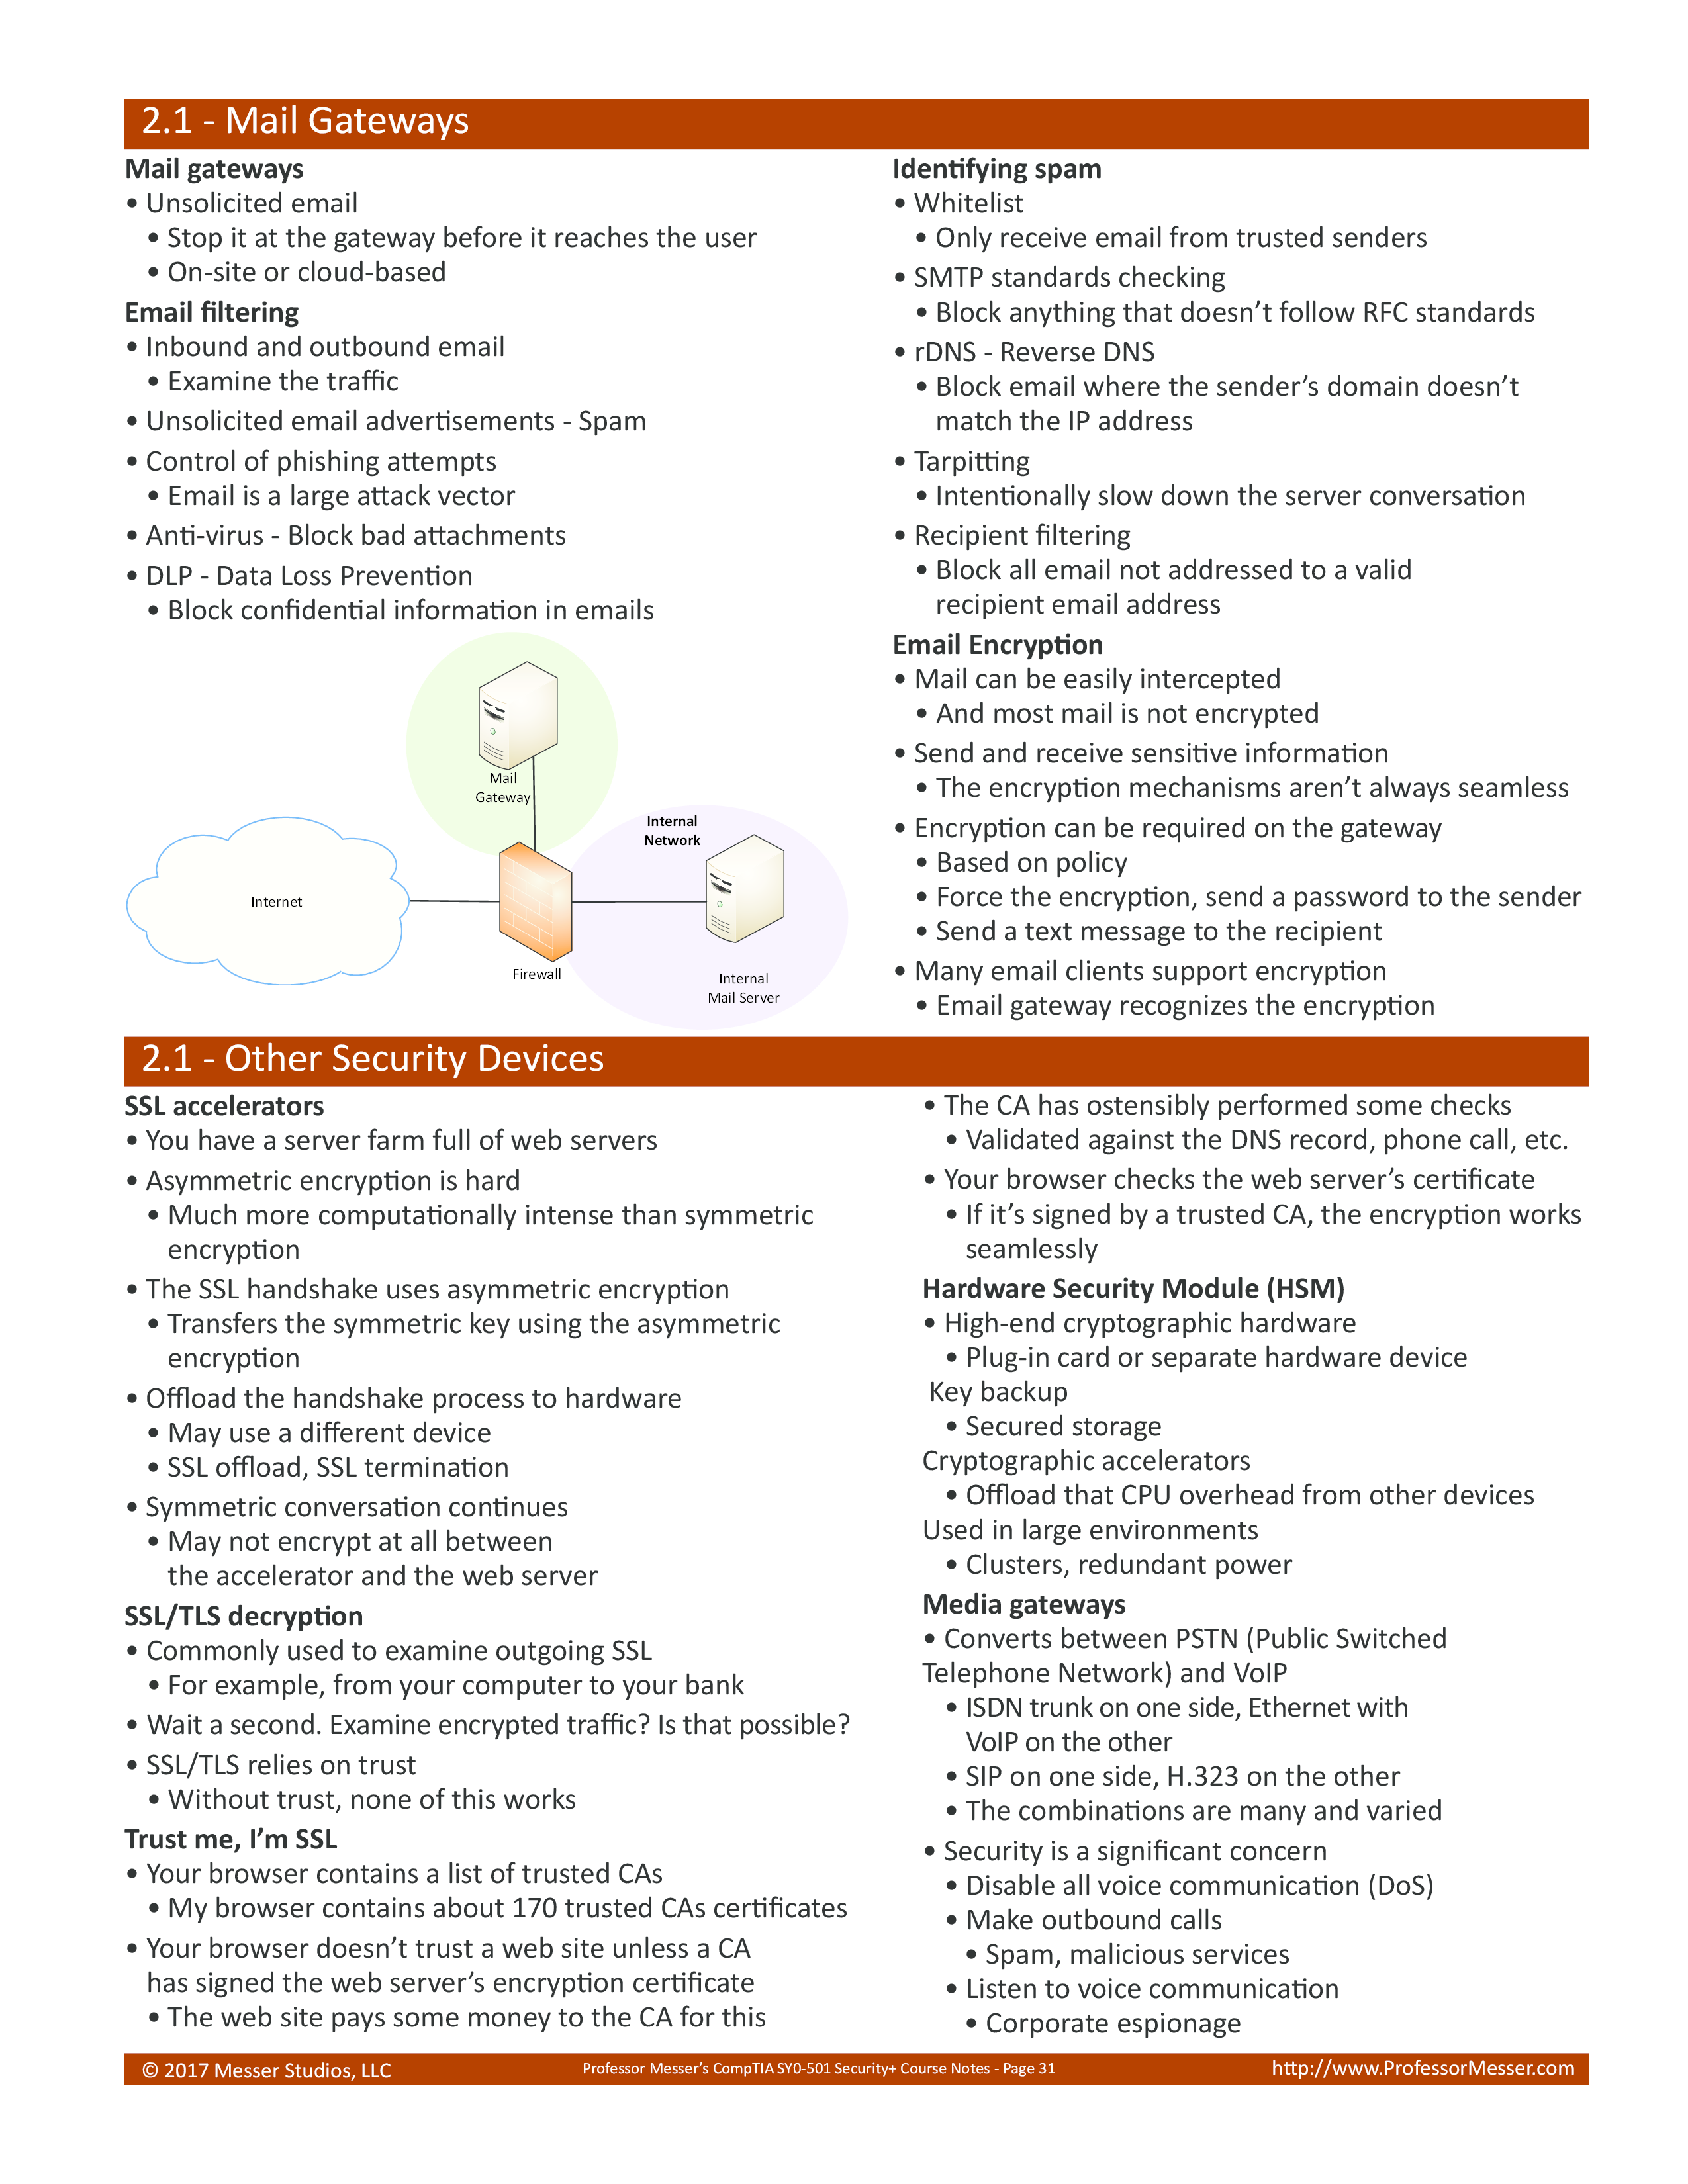 2.1 - Mail Gateways
Mail gateways
• Unsolicited email
• Stop it at the gateway before it reaches the user
• On-site or cloud-based
Email filtering
• Inbound and outbound email
• Examine the traffic
• Unsolicited email advertisements - Spam
• Control of phishing attempts
• Email is a large attack vector
• Anti-virus - Block bad attachments
• DLP - Data Loss Prevention
• Block confidential information in emails
Mail
Gateway
Internal
Network
Internet
Firewall
Internal
Mail Server
Identifying spam
• Whitelist
• Only receive email from trusted senders
• SMTP standards checking
• Block anything that doesn’t follow RFC standards
• rDNS - Reverse DNS
• Block email where the sender’s domain doesn’t
match the IP address
• Tarpitting
• Intentionally slow down the server conversation
• Recipient filtering
• Block all email not addressed to a valid
recipient email address
Email Encryption
• Mail can be easily intercepted
• And most mail is not encrypted
• Send and receive sensitive information
• The encryption mechanisms aren’t always seamless
• Encryption can be required on the gateway
• Based on policy
• Force the encryption, send a password to the sender
• Send a text message to the recipient
• Many email clients support encryption
• Email gateway recognizes the encryption
2.1 - Other Security Devices
SSL accelerators
• You have a server farm full of web servers
• Asymmetric encryption is hard
• Much more computationally intense than symmetric
encryption
• The SSL handshake uses asymmetric encryption
• Transfers the symmetric key using the asymmetric
encryption
• Offload the handshake process to hardware
• May use a different device
• SSL offload, SSL termination
• Symmetric conversation continues
• May not encrypt at all between
the accelerator and the web server
SSL/TLS decryption
• Commonly used to examine outgoing SSL
• For example, from your computer to your bank
• Wait a second. Examine encrypted traffic? Is that possible?
• SSL/TLS relies on trust
• Without trust, none of this works
Trust me, I’m SSL
• Your browser contains a list of trusted CAs
• My browser contains about 170 trusted CAs certificates
• Your browser doesn’t trust a web site unless a CA
has signed the web server’s encryption certificate
• The web site pays some money to the CA for this
• The CA has ostensibly performed some checks
• Validated against the DNS record, phone call, etc.
• Your browser checks the web server’s certificate
• If it’s signed by a trusted CA, the encryption works
seamlessly
Hardware Security Module (HSM)
• High-end cryptographic hardware
• Plug-in card or separate hardware device
Key backup
• Secured storage
Cryptographic accelerators
• Offload that CPU overhead from other devices
Used in large environments
• Clusters, redundant power
Media gateways
• Converts between PSTN (Public Switched
Telephone Network) and VoIP
• ISDN trunk on one side, Ethernet with
VoIP on the other
• SIP on one side, H.323 on the other
• The combinations are many and varied
• Security is a significant concern
• Disable all voice communication (DoS)
• Make outbound calls
• Spam, malicious services
• Listen to voice communication
• Corporate espionage
© 2017 Messer Studios, LLC
Professor Messer’s CompTIA SY0-501 Security+ Course Notes - Page 31
http://www.ProfessorMesser.com